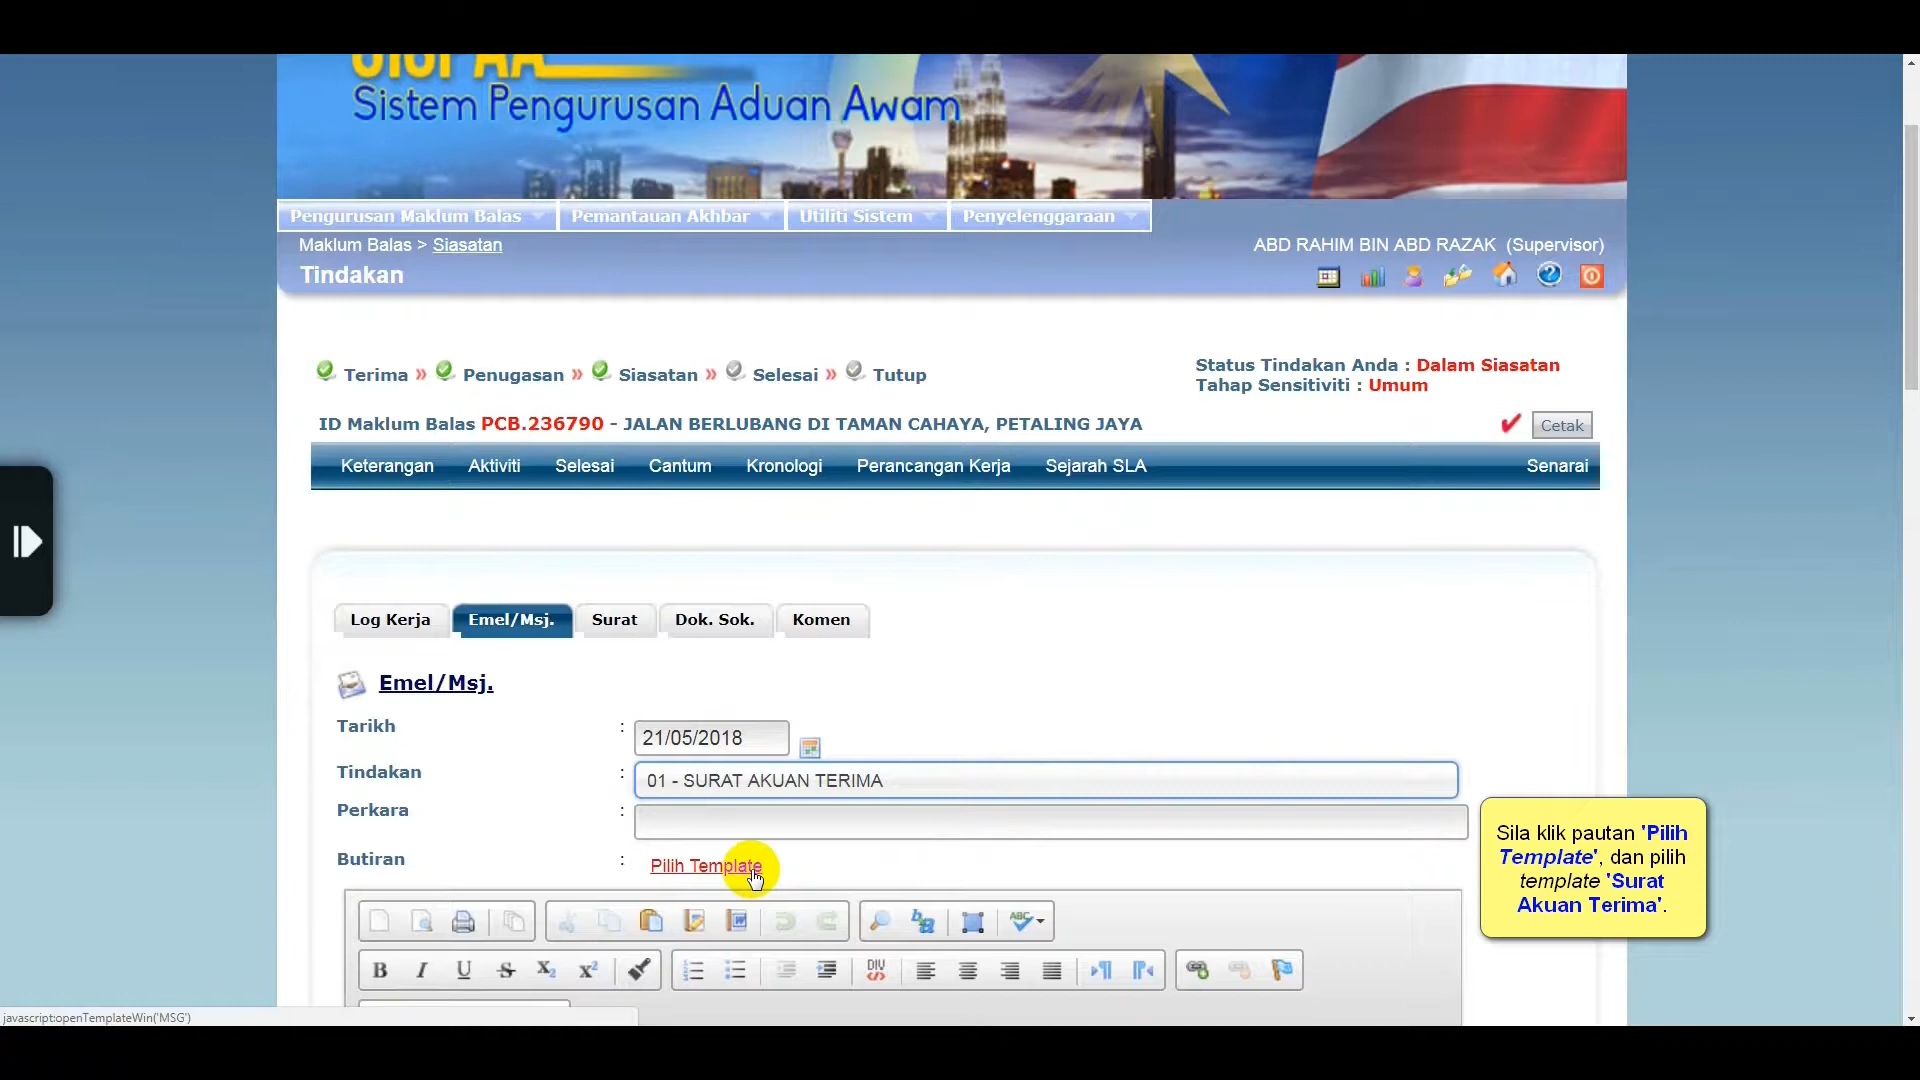 Sistem Pengurusan Aduan Awam
Pengurusan Maklum Balas Pemantauan Akhbar Utiliti Sistem Penyelenggaraan
Maklum Balas > Siasatan
ABD RAHIM BIN ABD RAZAK (Supervisor)
Tindakan
Terima » Penugasan » Siasatan » Selesai » Tutup
Status Tindakan Anda : Dalam Siasatan
Tahap Sensitiviti : Umum
ID Maklum Balas PCB.236790 - JALAN BERLUBANG DI TAMAN CAHAYA, PETALING JAYA
Cetak
Keterangan Aktiviti Selesai Cantum Kronologi Perancangan Kerja Sejarah SLA Senarai
Log Kerja Emel/Msj. Surat Dok. Sok. Komen
Emel/Msj.
Tarikh : 21/05/2018
Tindakan : 01 - SURAT AKUAN TERIMA
Perkara :
Butiran : Pilih Template
Sila klik pautan 'Pilih
Template', dan pilih
template 'Surat
Akuan Terima'.
ABC
B I U S X₂ X² DIV
javascript:openTemplateWin('MSG')